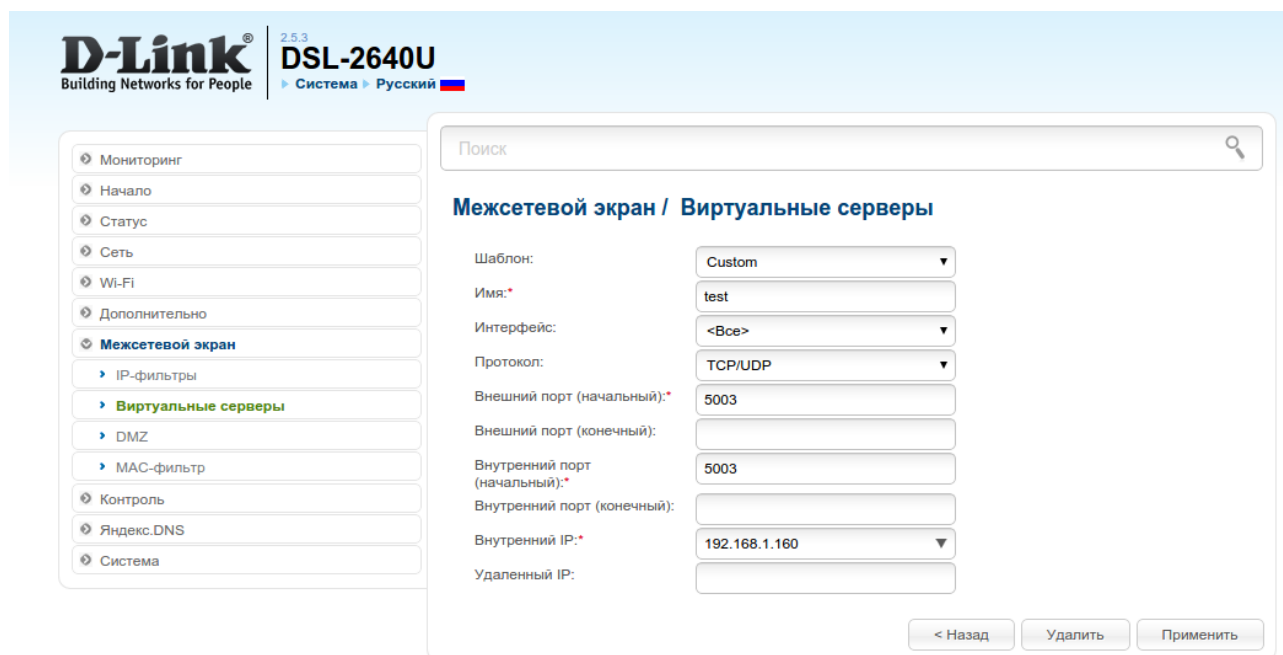 D-Link®
Building Networks for People
2.5.3
DSL-2640U
Система Русский
Мониторинг
Начало
Статус
Сеть
Wi-Fi
Дополнительно
Межсетевой экран
IP-фильтры
Виртуальные серверы
DMZ
MAC-фильтр
Контроль
Яндекс.DNS
Система
Поиск
Межсетевой экран / Виртуальные серверы
Шаблон: Custom
Имя:* test
Интерфейс: <Все>
Протокол: TCP/UDP
Внешний порт (начальный):* 5003
Внешний порт (конечный):
Внутренний порт
(начальный):* 5003
Внутренний порт (конечный):
Внутренний IP:* 192.168.1.160
Удаленный IP:
< Назад Удалить Применить